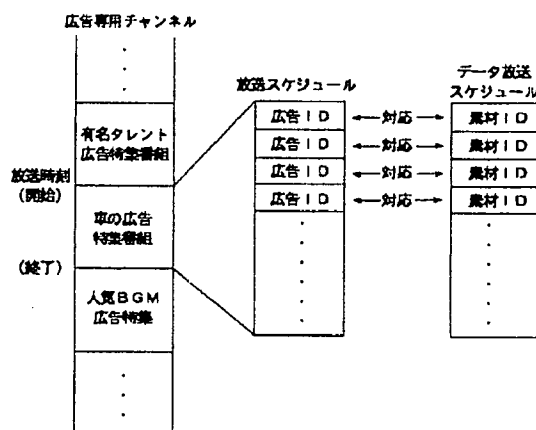 広告専用チャンネル
有名タレント
広告特集番組
放送時刻
(開始)
車の広告
特集番組
(終了)
人気BGM
広告特集
放送スケジュール
広告ID
広告ID
広告ID
広告ID
対応
対応
対応
対応
データ放送
スケジュール
素材ID
素材ID
素材ID
素材ID